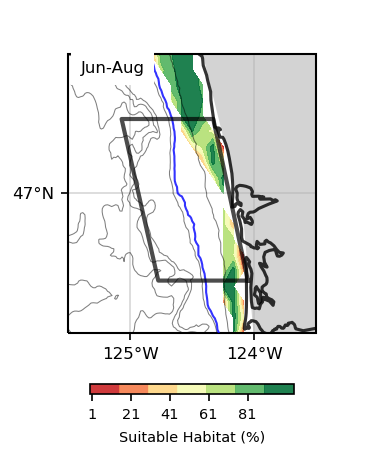 Jun-Aug
47°N
125°W 124°W
1 21 41 61 81
Suitable Habitat (%)